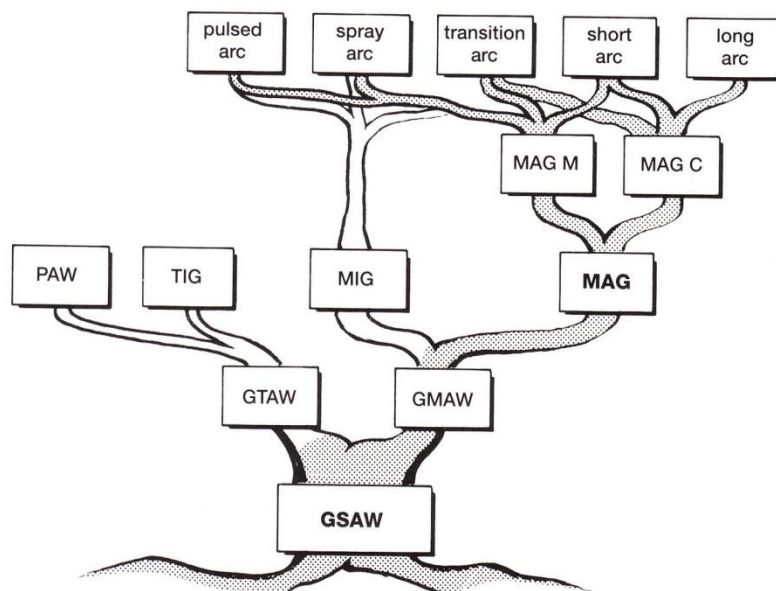 pulsed
arc
spray
arc
transition
arc
short
arc
long
arc
MAG M
MAG C
PAW
TIG
MIG
MAG
GTAW
GMAW
GSAW